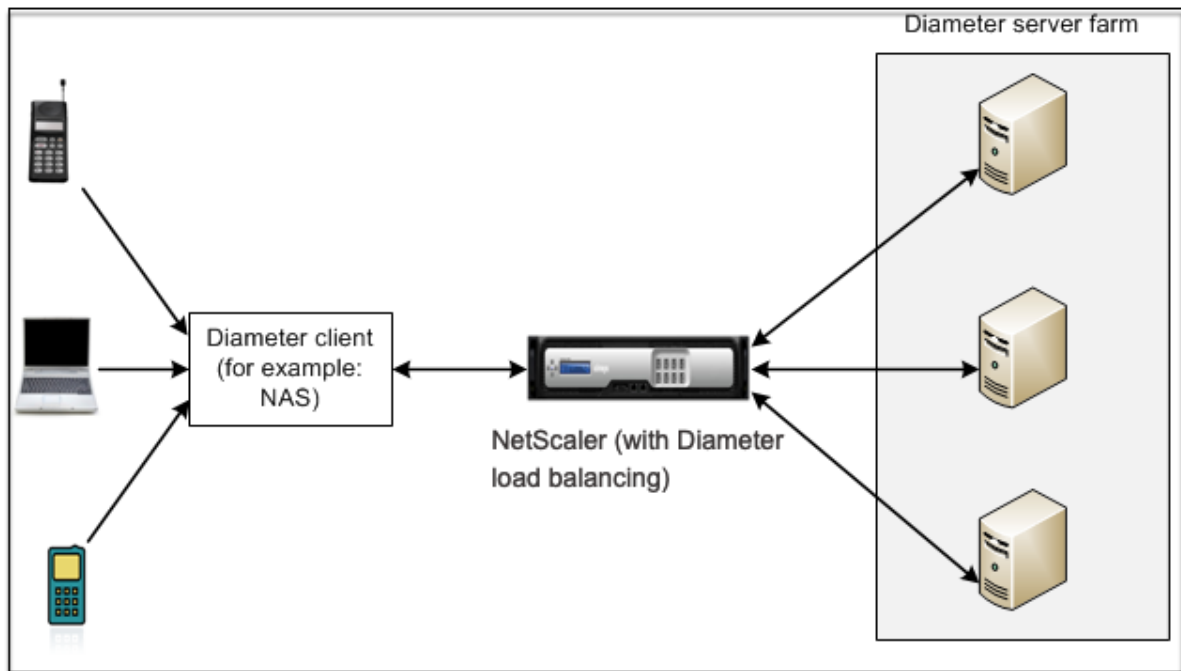 Diameter server farm
Diameter client
(for example:
NAS)
NetScaler (with Diameter
load balancing)